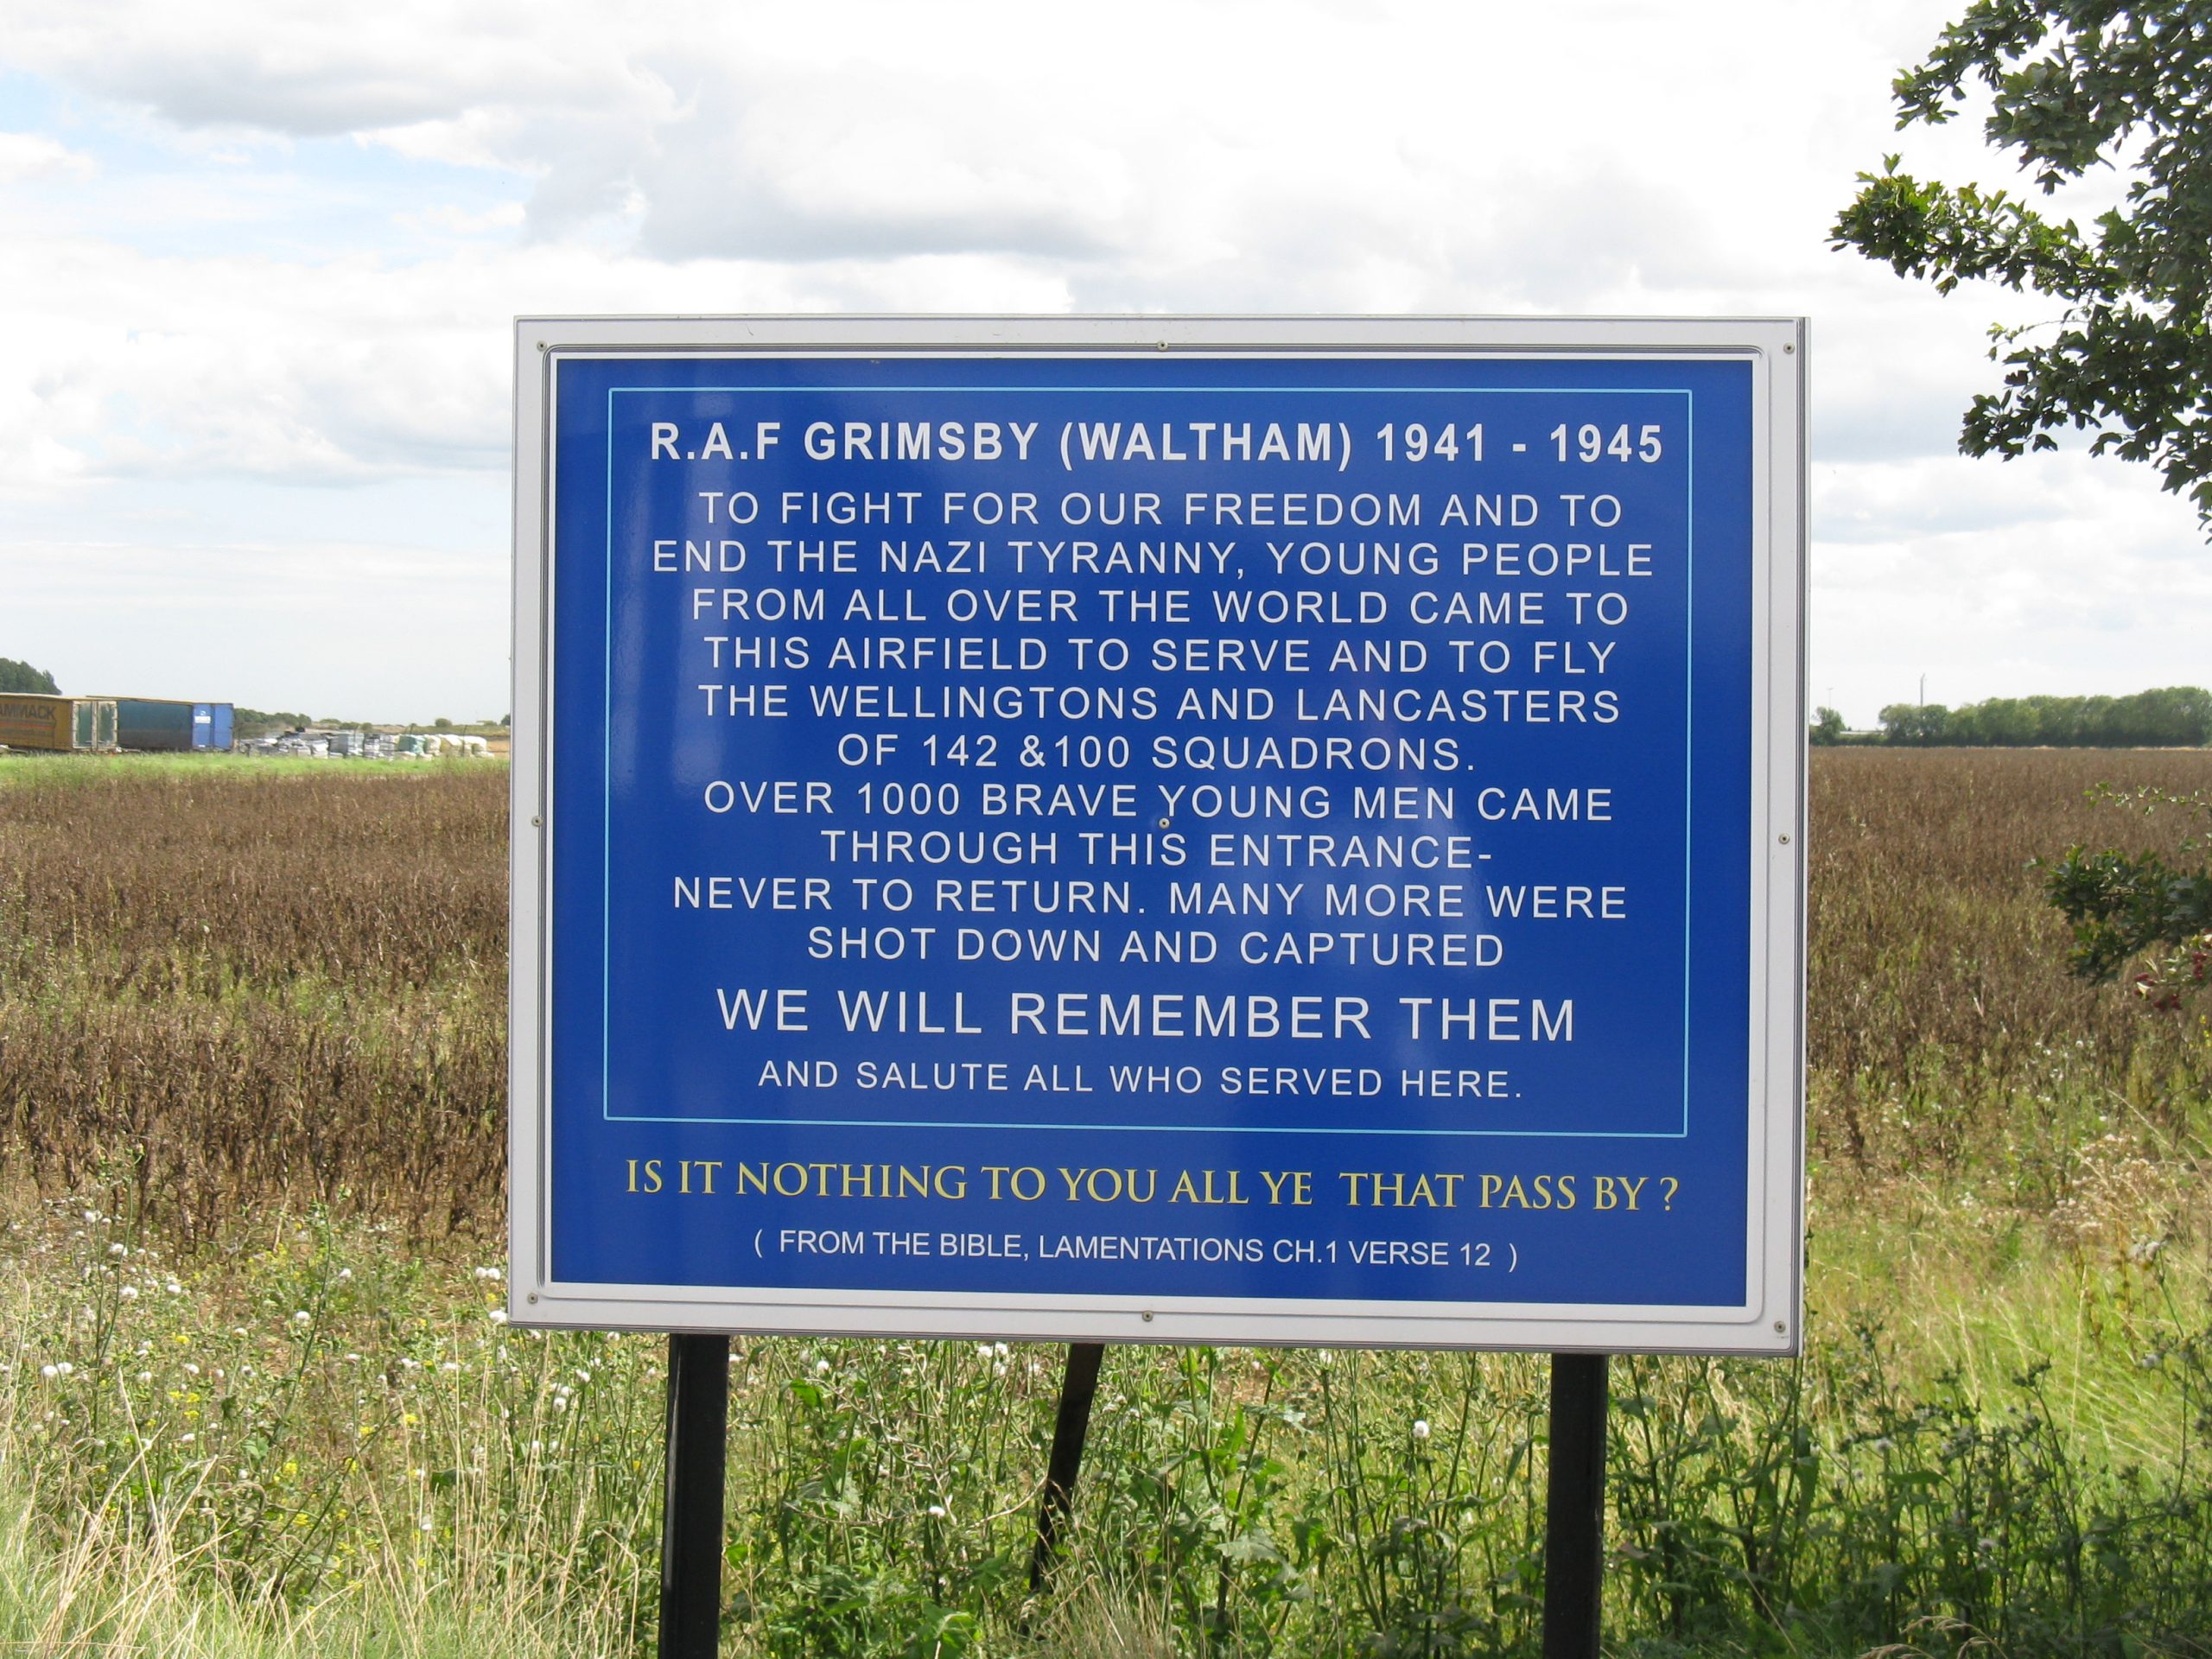 R.A.F GRIMSBY (WALTHAM) 1941 - 1945
TO FIGHT FOR OUR FREEDOM AND TO
END THE NAZI TYRANNY, YOUNG PEOPLE
FROM ALL OVER THE WORLD CAME TO
THIS AIRFIELD TO SERVE AND TO FLY
THE WELLINGTONS AND LANCASTERS
OF 142 &100 SQUADRONS.
OVER 1000 BRAVE YOUNG MEN CAME
THROUGH THIS ENTRANCE-
NEVER TO RETURN. MANY MORE WERE
SHOT DOWN AND CAPTURED
WE WILL REMEMBER THEM
AND SALUTE ALL WHO SERVED HERE.
IS IT NOTHING TO YOU ALL YE THAT PASS BY ?
( FROM THE BIBLE, LAMENTATIONS CH.1 VERSE 12 )